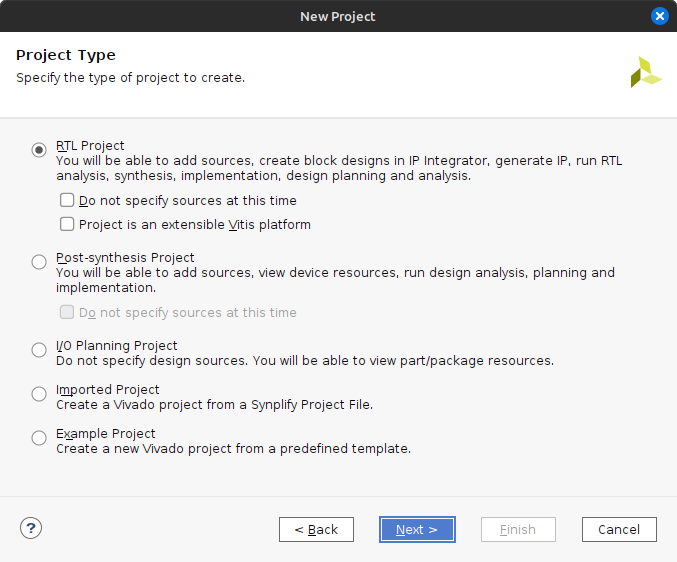 New Project
Project Type
Specify the type of project to create.
RTL Project
You will be able to add sources, create block designs in IP Integrator, generate IP, run RTL
analysis, synthesis, implementation, design planning and analysis.
Do not specify sources at this time
Project is an extensible Vitis platform
Post-synthesis Project
You will be able to add sources, view device resources, run design analysis, planning and
implementation.
Do not specify sources at this time
I/O Planning Project
Do not specify design sources. You will be able to view part/package resources.
Imported Project
Create a Vivado project from a Synplify Project File.
Example Project
Create a new Vivado project from a predefined template.
? < Back Next > Finish Cancel